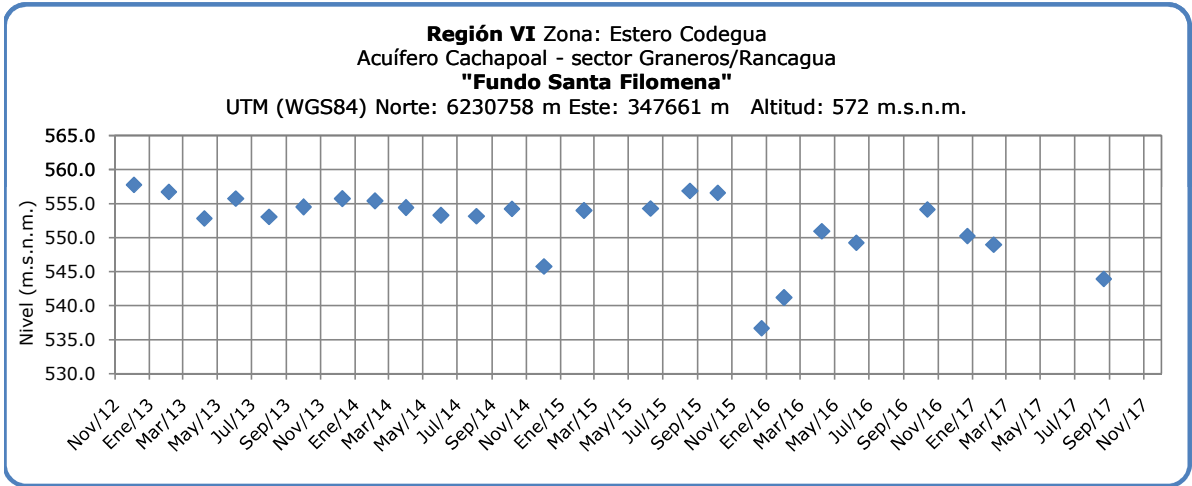 Región VI Zona: Estero Codegua
Acuífero Cachapoal - sector Graneros/Rancagua
"Fundo Santa Filomena"
UTM (WGS84) Norte: 6230758 m Este: 347661 m   Altitud: 572 m.s.n.m.
Nivel (m.s.n.m.)
565.0
560.0
555.0
550.0
545.0
540.0
535.0
530.0
Nov/12
Ene/13
Mar/13
May/13
Jul/13
Sep/13
Nov/13
Ene/14
Mar/14
May/14
Jul/14
Sep/14
Nov/14
Ene/15
Mar/15
May/15
Jul/15
Sep/15
Nov/15
Ene/16
Mar/16
May/16
Jul/16
Sep/16
Nov/16
Ene/17
Mar/17
May/17
Jul/17
Sep/17
Nov/17